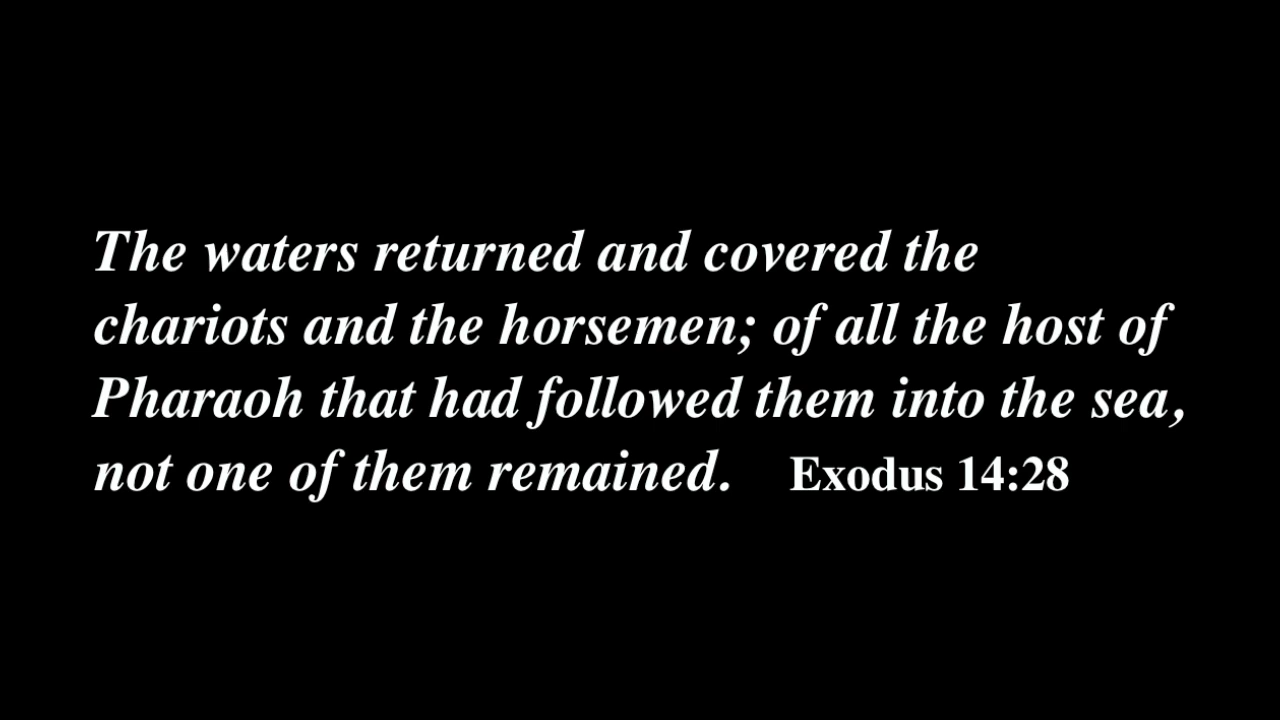 The waters returned and covered the
chariots and the horsemen; of all the host of
Pharaoh that had followed them into the sea,
not one of them remained. Exodus 14:28